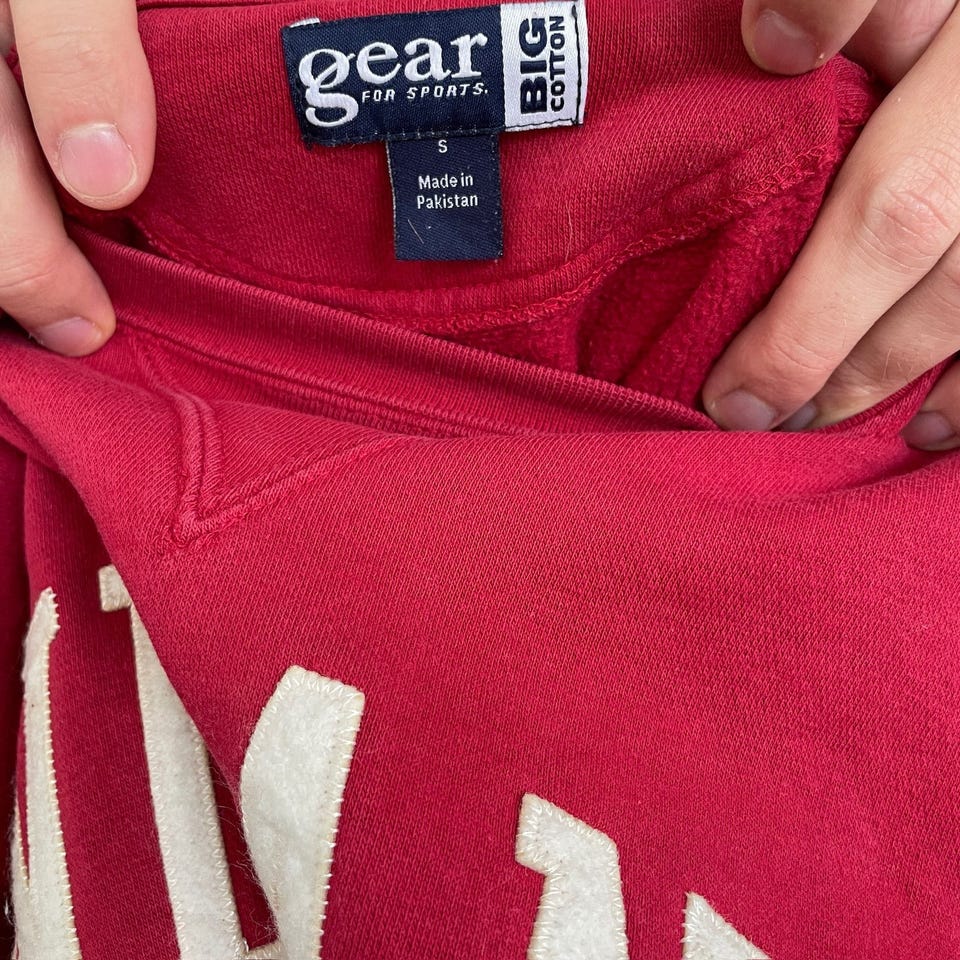 gear
FOR SPORTS.
BIG
COTTON
S
Made in
Pakistan